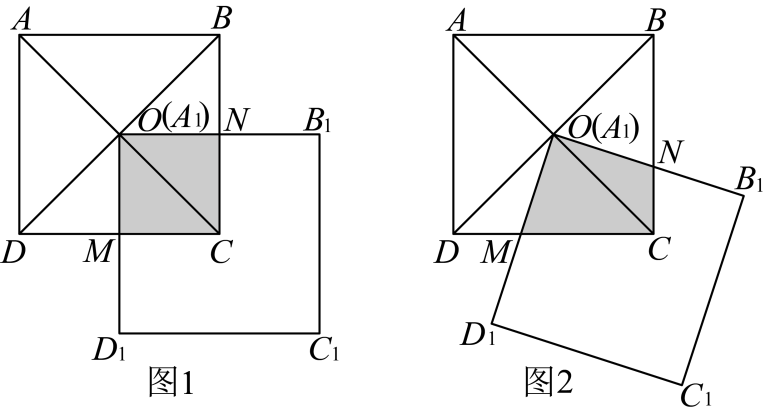 A B A B
O(A₁) N B₁ O(A₁) N B₁
D M C D M C
D₁ C₁ D₁ C₁
图1 图2